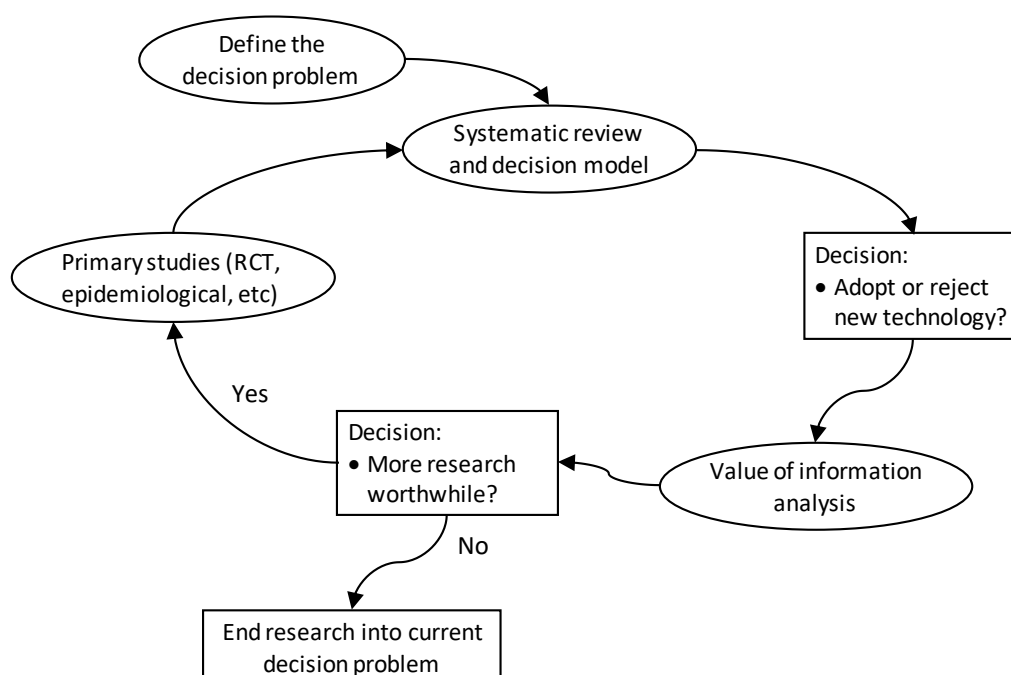 Define the
decision problem
Systematic review
and decision model
Primary studies (RCT,
epidemiological, etc)
Decision:
• Adopt or reject
new technology?
Yes
Decision:
• More research
worthwhile?
Value of information
analysis
No
End research into current
decision problem